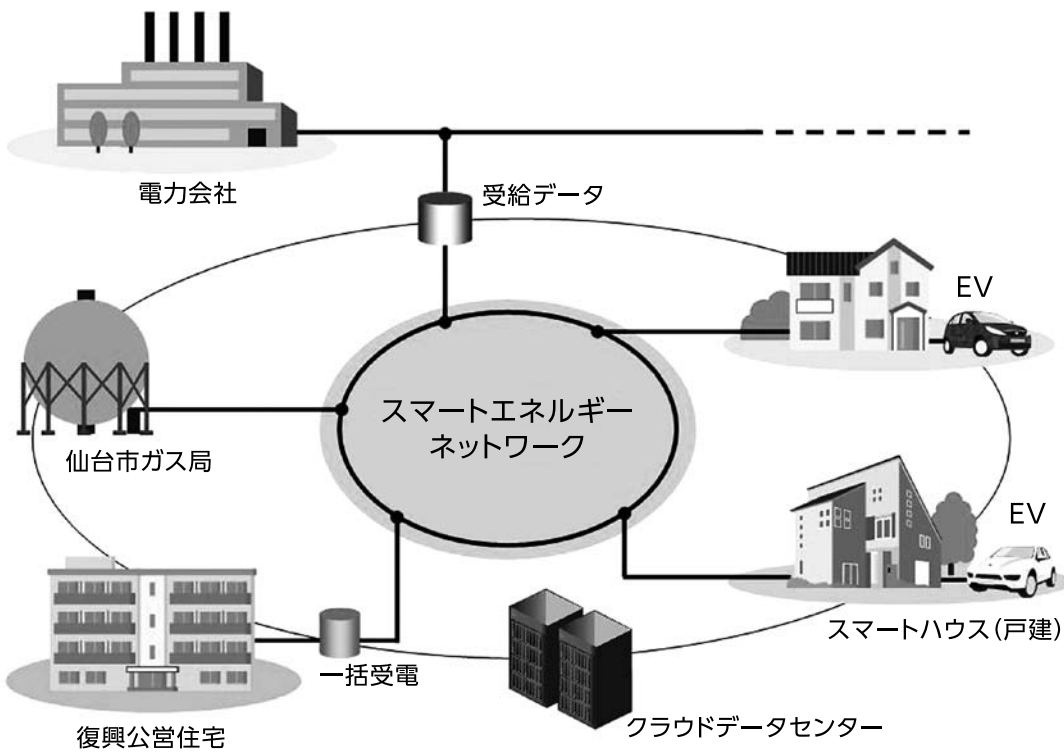 電力会社
受給データ
EV
スマートエネルギー
ネットワーク
仙台市ガス局
EV
スマートハウス(戸建)
一括受電
クラウドデータセンター
復興公営住宅